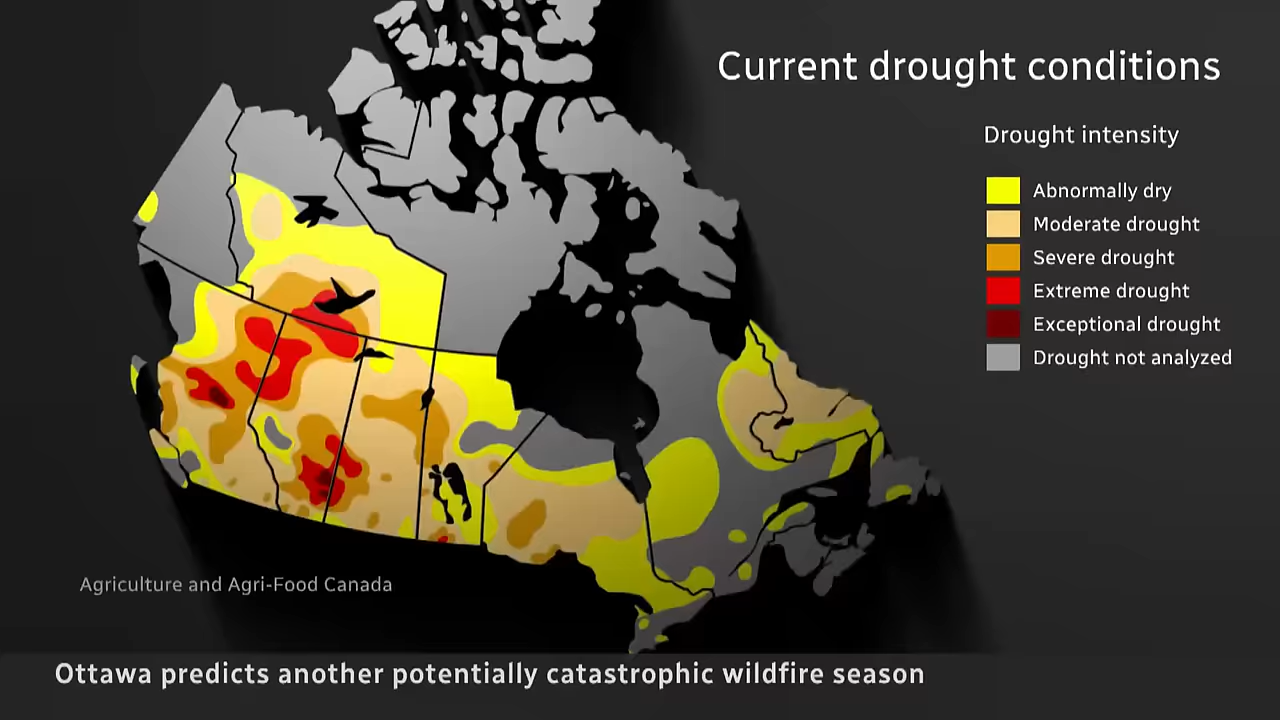 Current drought conditions
Drought intensity
Abnormally dry
Moderate drought
Severe drought
Extreme drought
Exceptional drought
Drought not analyzed
Agriculture and Agri-Food Canada
Ottawa predicts another potentially catastrophic wildfire season